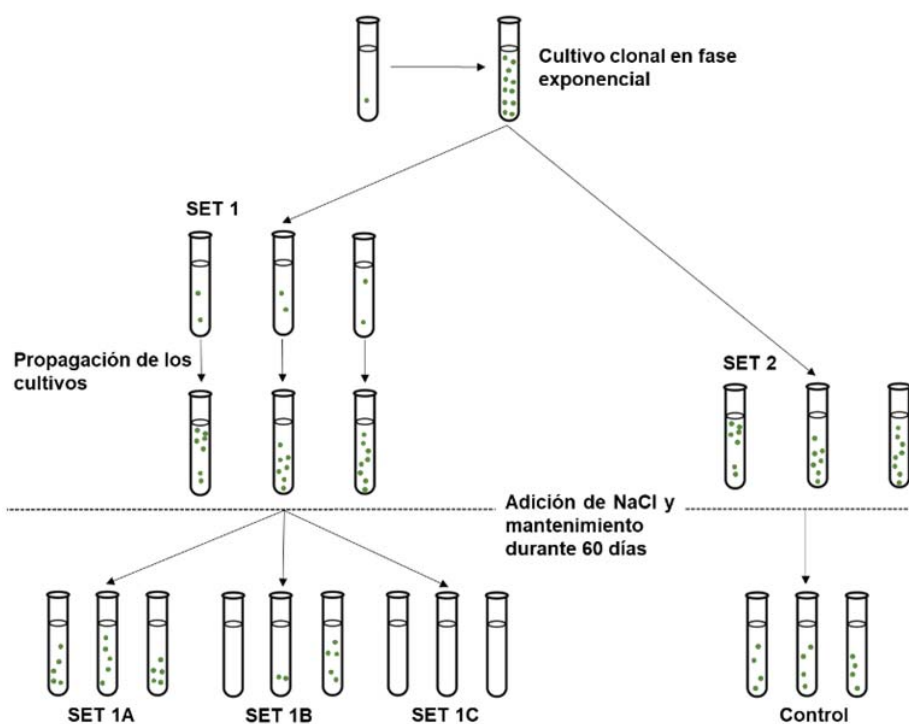 Cultivo clonal en fase
exponencial
SET 1
Propagación de los
cultivos
SET 2
Adición de NaCl y
mantenimiento
durante 60 días
SET 1A
SET 1B
SET 1C
Control